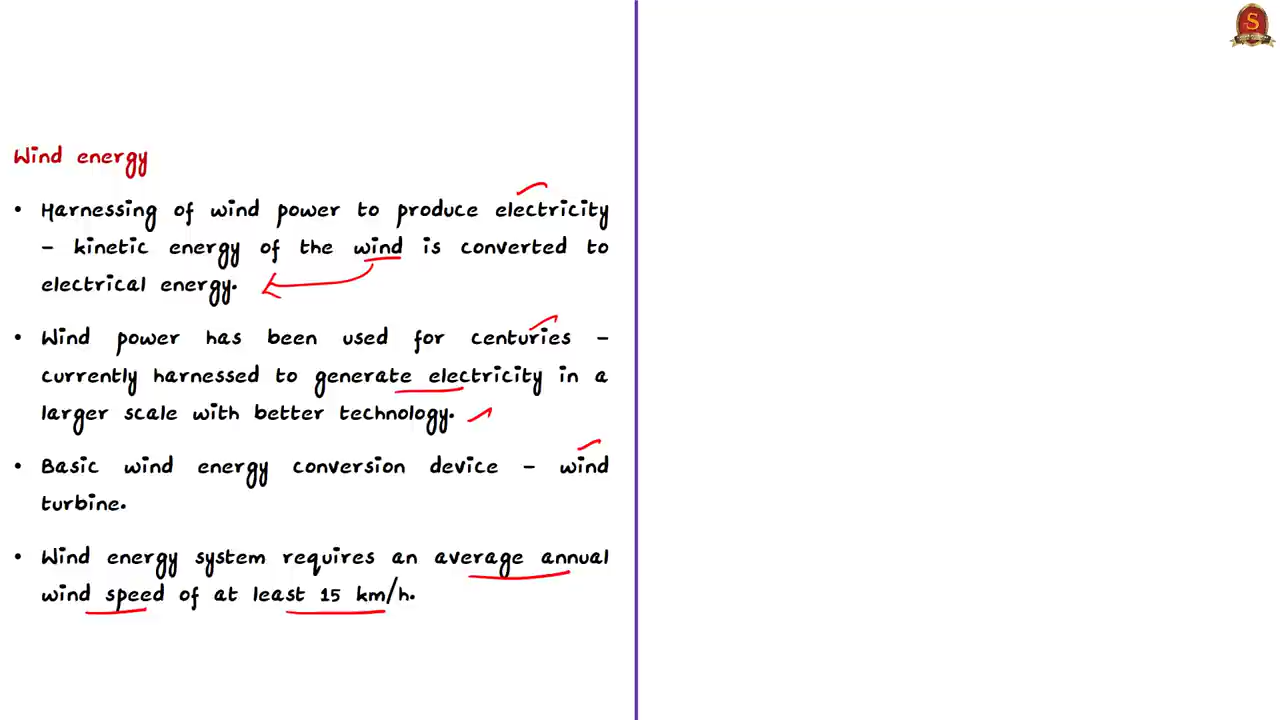 Wind energy
• Harnessing of wind power to produce electricity
– kinetic energy of the wind is converted to
electrical energy.
• Wind power has been used for centuries –
currently harnessed to generate electricity in a
larger scale with better technology.
• Basic wind energy conversion device – wind
turbine.
• Wind energy system requires an average annual
wind speed of at least 15 km/h.
S